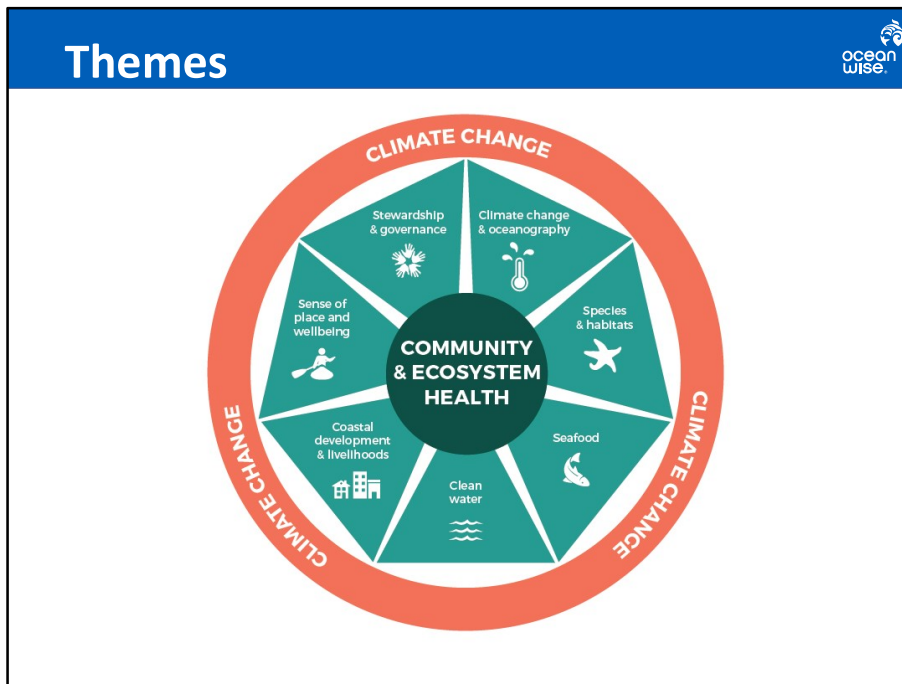 Themes
ocean
wise®
CLIMATE CHANGE
Stewardship
& governance
Climate change
& oceanography
Sense of
place and
wellbeing
Species
& habitats
COMMUNITY
& ECOSYSTEM
HEALTH
Coastal
development
& livelihoods
Seafood
Clean
water
CLIMATE CHANGE
CLIMATE CHANGE